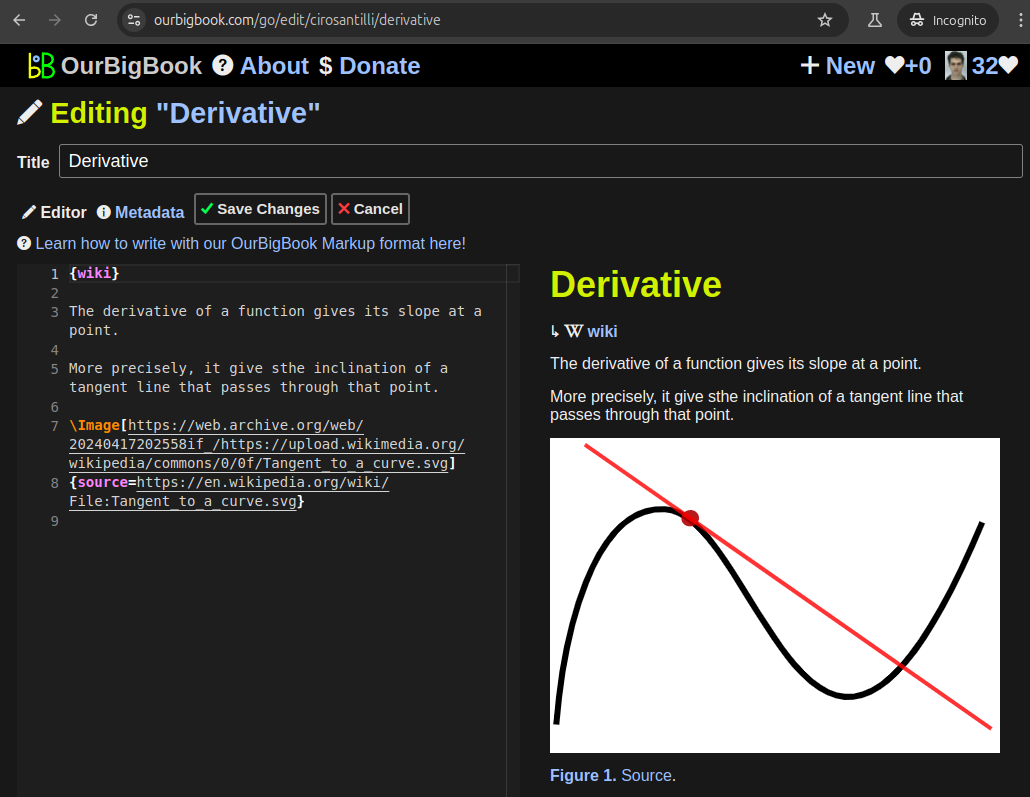 ourbigbook.com/go/edit/cirosantilli/derivative
Incognito
OurBigBook ? About $ Donate
New +0 32
Editing "Derivative"
Title Derivative
Editor Metadata Save Changes Cancel
Learn how to write with our OurBigBook Markup format here!
1 {wiki}
2
3 The derivative of a function gives its slope at a
point.
4
5 More precisely, it give sthe inclination of a
tangent line that passes through that point.
6
7 \Image[https://web.archive.org/web/
20240417202558if_/https://upload.wikimedia.org/
wikipedia/commons/0/0f/Tangent_to_a_curve.svg]
8 {source=https://en.wikipedia.org/wiki/
File:Tangent_to_a_curve.svg}
9
Derivative
↳ W wiki
The derivative of a function gives its slope at a point.
More precisely, it give sthe inclination of a tangent line that
passes through that point.
Figure 1. Source.